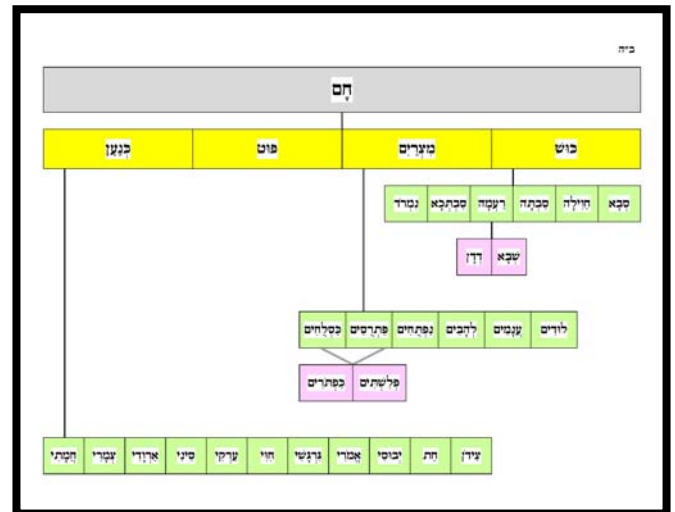 ב״ה
חָם
כּוּשׁ מִצְרַיִם פּוּט כְּנַעַן
סְבָא חֲוִילָה סַבְתָּה רַעְמָה סַבְתְּכָא נִמְרֹד
שְׁבָא דְדָן
לוּדִים עֲנָמִים לְהָבִים נַפְתֻּחִים פַּתְרֻסִים כַּסְלֻחִים
פְּלִשְׁתִּים כַּפְתֹּרִים
צִידֹן חֵת יְבוּסִי אֱמֹרִי גִּרְגָּשִׁי חִוִּי עַרְקִי סִינִי אַרְוָדִי צְמָרִי חֲמָתִי